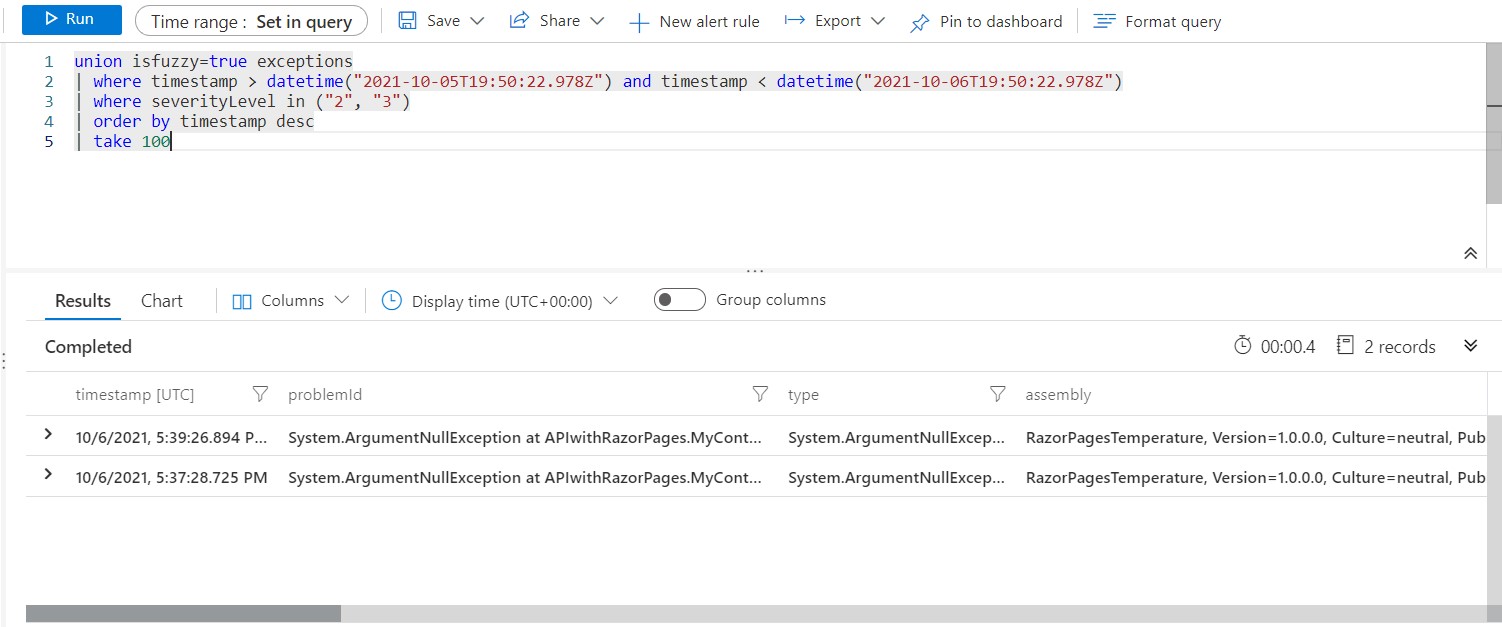 Run Time range : Set in query Save Share New alert rule Export Pin to dashboard Format query
1 union isfuzzy=true exceptions
2 | where timestamp > datetime("2021-10-05T19:50:22.978Z") and timestamp < datetime("2021-10-06T19:50:22.978Z")
3 | where severityLevel in ("2", "3")
4 | order by timestamp desc
5 | take 100
Results Chart Columns Display time (UTC+00:00) Group columns
Completed 00:00.4 2 records
timestamp [UTC] problemId type assembly
10/6/2021, 5:39:26.894 P... System.ArgumentNullException at APIwithRazorPages.MyCont... System.ArgumentNullExcep... RazorPagesTemperature, Version=1.0.0.0, Culture=neutral, Pub
10/6/2021, 5:37:28.725 PM System.ArgumentNullException at APIwithRazorPages.MyCont... System.ArgumentNullExcep... RazorPagesTemperature, Version=1.0.0.0, Culture=neutral, Pub